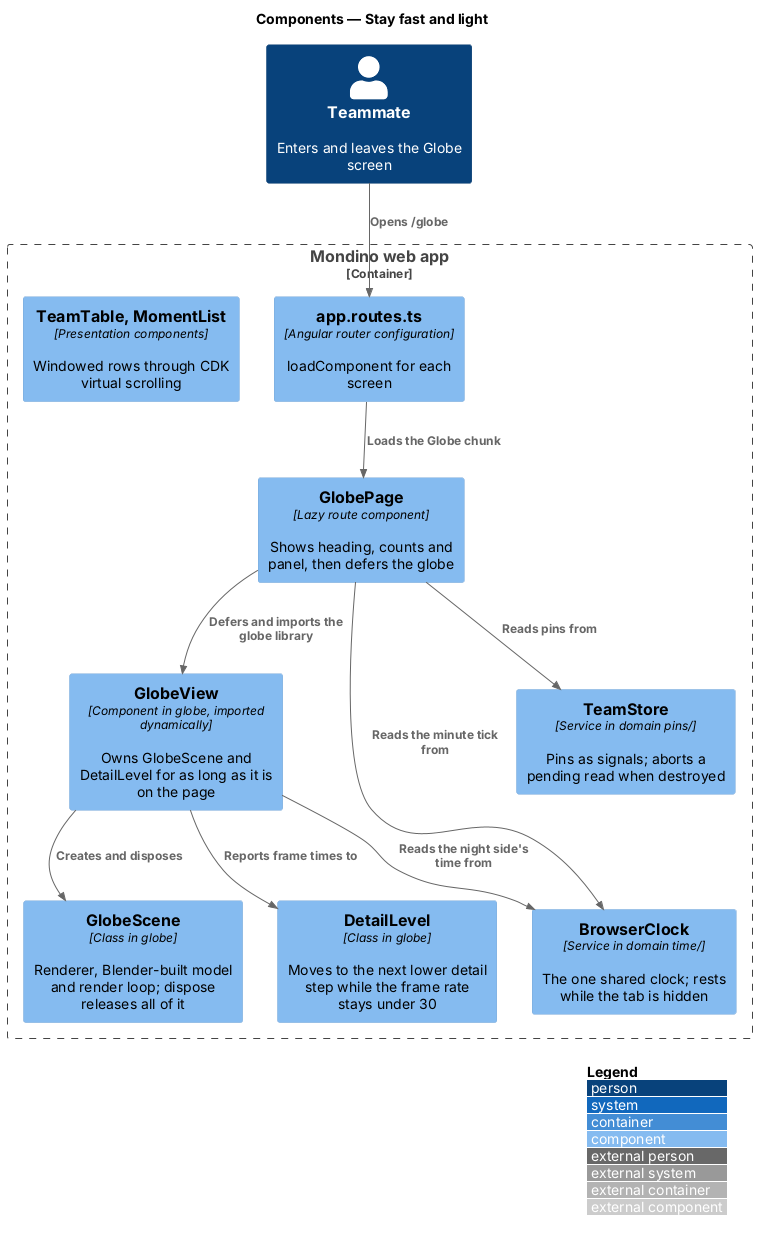 Components — Stay fast and light
Teammate
Enters and leaves the Globe
screen
Opens /globe
Mondino web app
[Container]
TeamTable, MomentList
[Presentation components]
Windowed rows through CDK
virtual scrolling
app.routes.ts
[Angular router configuration]
loadComponent for each
screen
Loads the Globe chunk
GlobePage
[Lazy route component]
Shows heading, counts and
panel, then defers the globe
Defers and imports the
globe library
Reads pins from
GlobeView
[Component in globe, imported
dynamically]
Owns GlobeScene and
DetailLevel for as long as it is
on the page
Reads the minute tick
from
TeamStore
[Service in domain pins/]
Pins as signals; aborts a
pending read when destroyed
Creates and disposes
Reports frame times to
Reads the night side's
time from
GlobeScene
[Class in globe]
Renderer, Blender-built model
and render loop; dispose
releases all of it
DetailLevel
[Class in globe]
Moves to the next lower detail
step while the frame rate
stays under 30
BrowserClock
[Service in domain time/]
The one shared clock; rests
while the tab is hidden
Legend
person
system
container
component
external person
external system
external container
external component